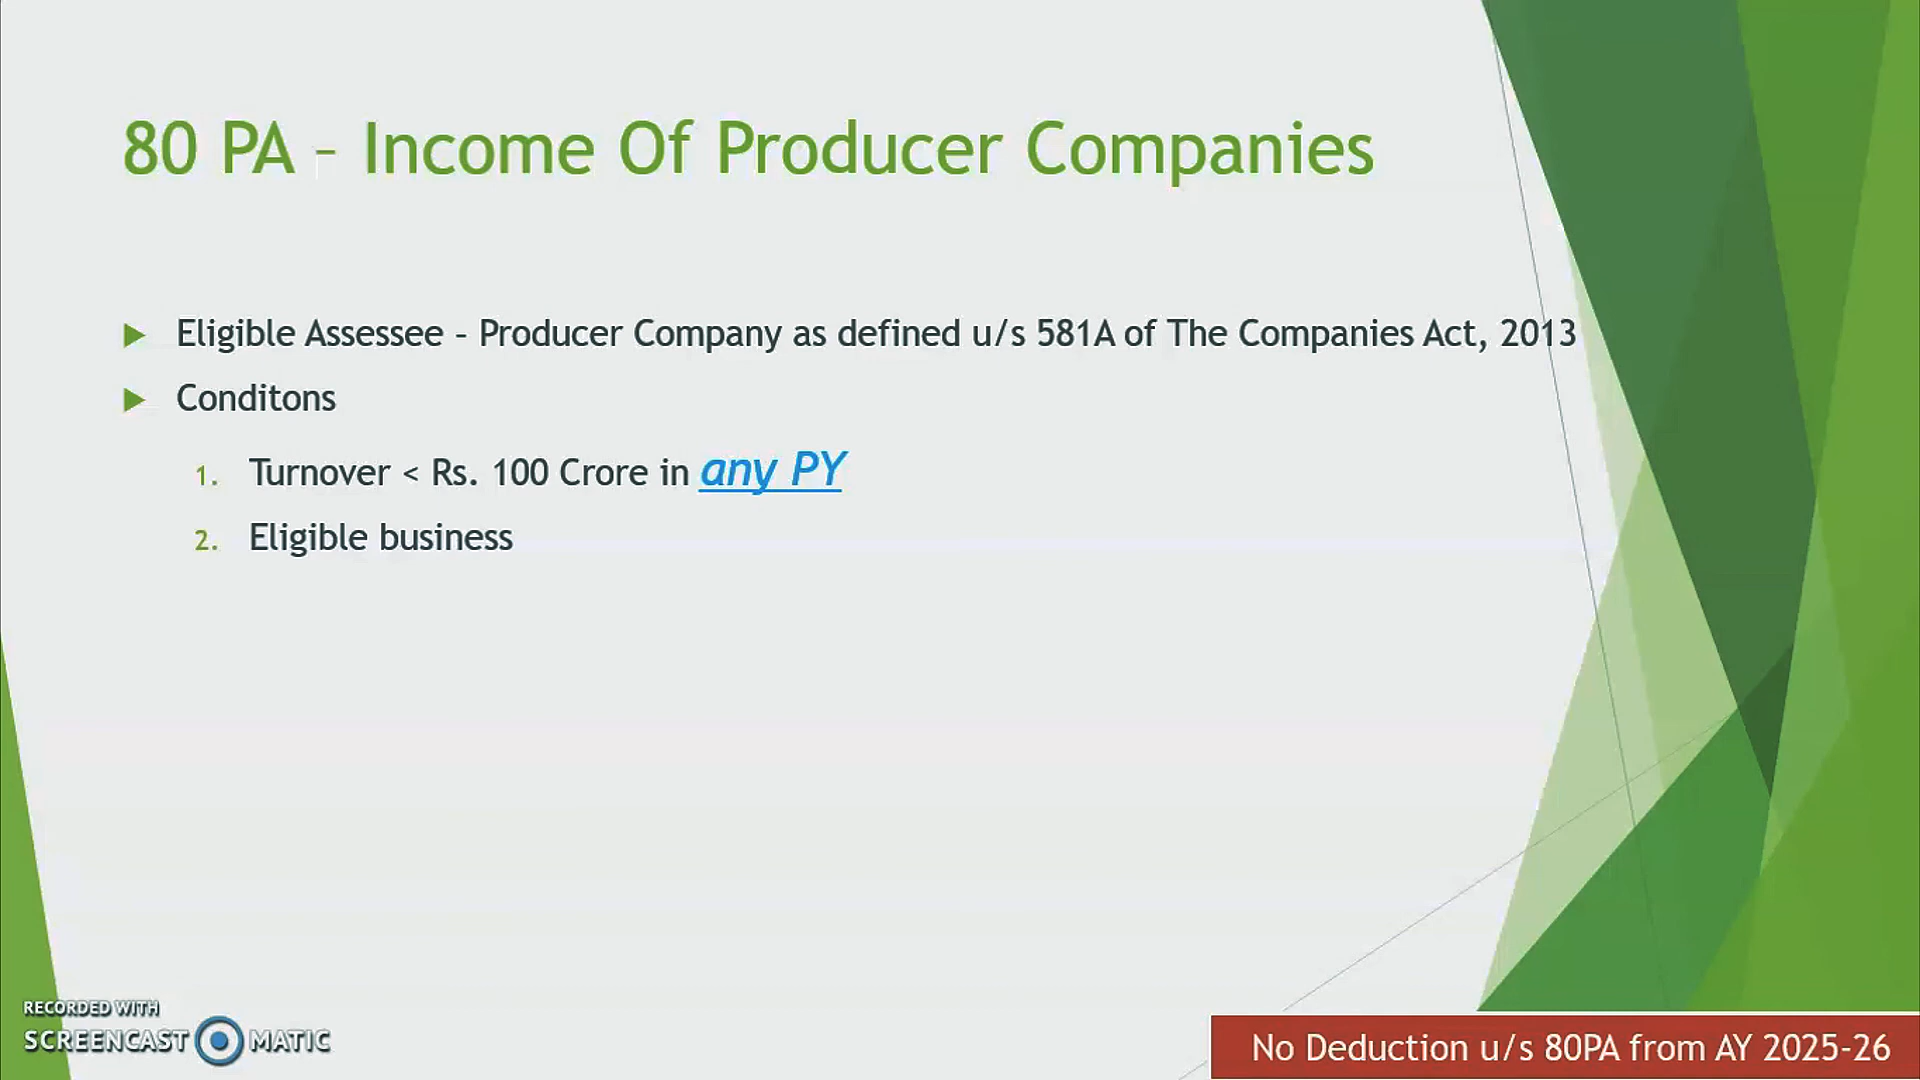 80 PA – Income Of Producer Companies
Eligible Assessee – Producer Company as defined u/s 581A of The Companies Act, 2013
Conditons
1. Turnover < Rs. 100 Crore in any PY
2. Eligible business
RECORDED WITH
SCREENCAST MATIC
No Deduction u/s 80PA from AY 2025-26